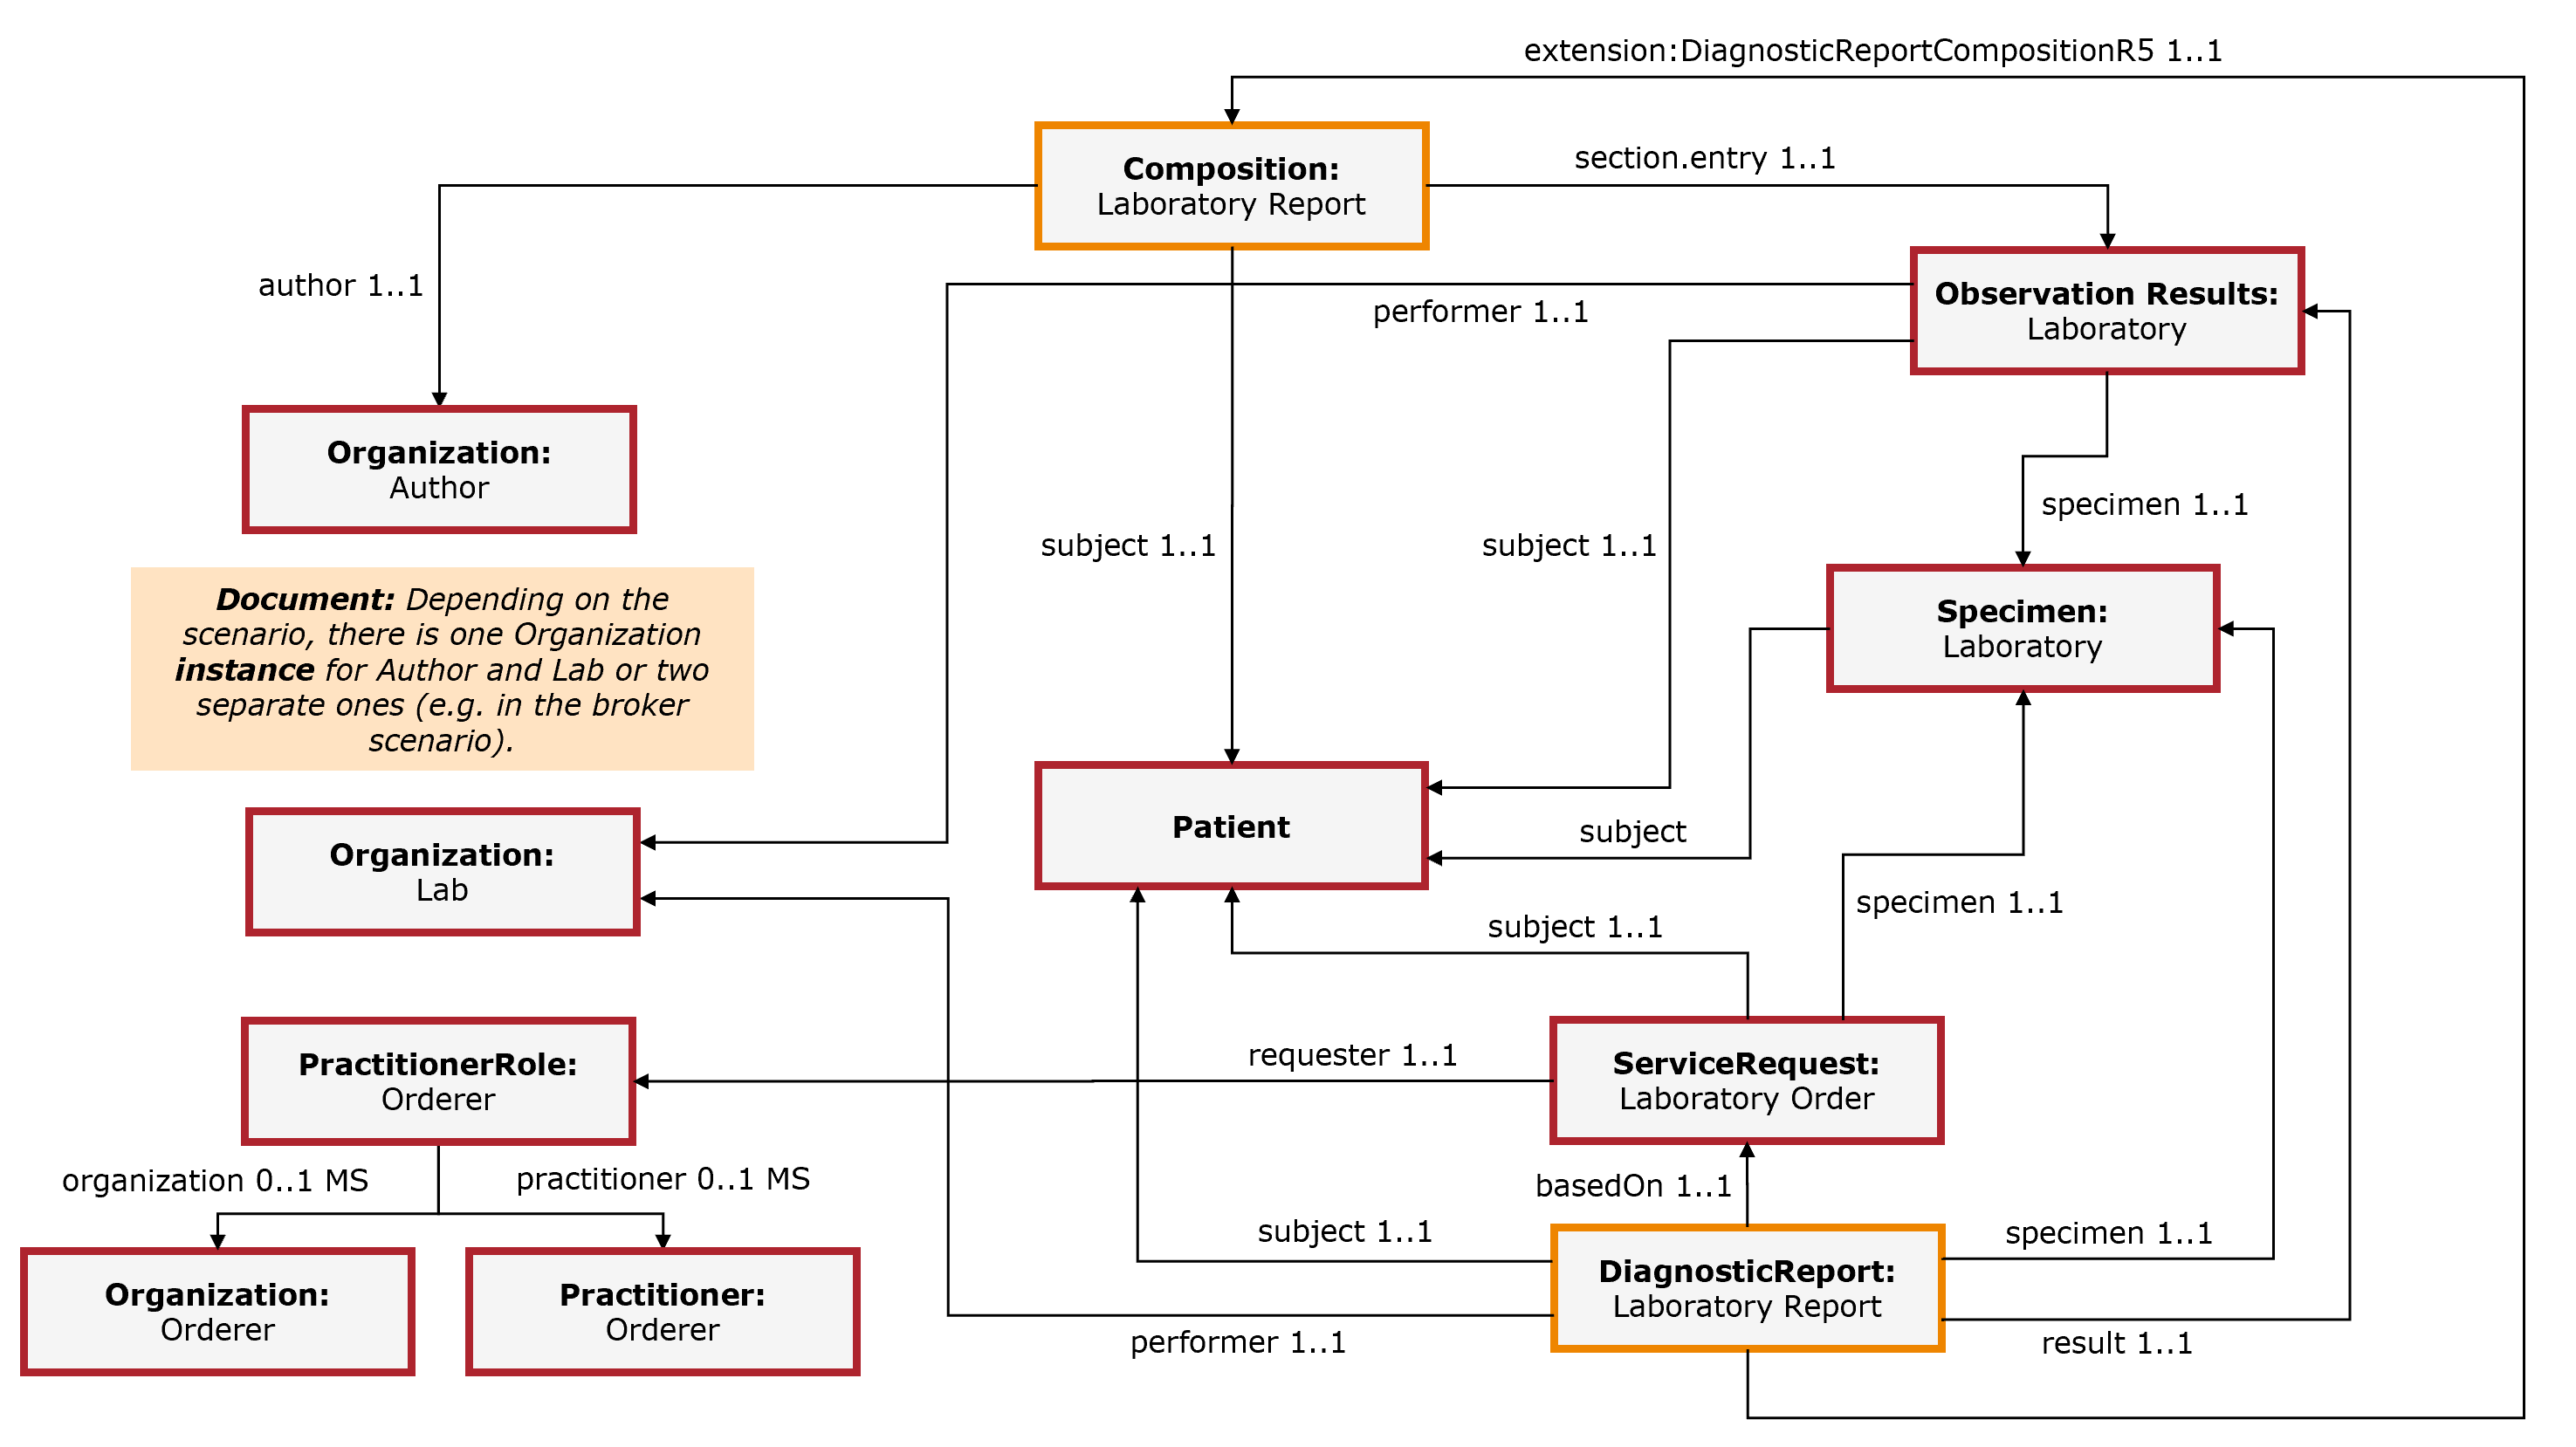 extension:DiagnosticReportCompositionR5 1..1
Composition:
Laboratory Report
section.entry 1..1
author 1..1
performer 1..1
Observation Results:
Laboratory
Organization:
Author
subject 1..1
subject 1..1
specimen 1..1
Document: Depending on the
scenario, there is one Organization
instance for Author and Lab or two
separate ones (e.g. in the broker
scenario).
Specimen:
Laboratory
Patient
subject
Organization:
Lab
specimen 1..1
subject 1..1
PractitionerRole:
Orderer
requester 1..1
ServiceRequest:
Laboratory Order
organization 0..1 MS
practitioner 0..1 MS
basedOn 1..1
subject 1..1
specimen 1..1
Organization:
Orderer
Practitioner:
Orderer
DiagnosticReport:
Laboratory Report
performer 1..1
result 1..1